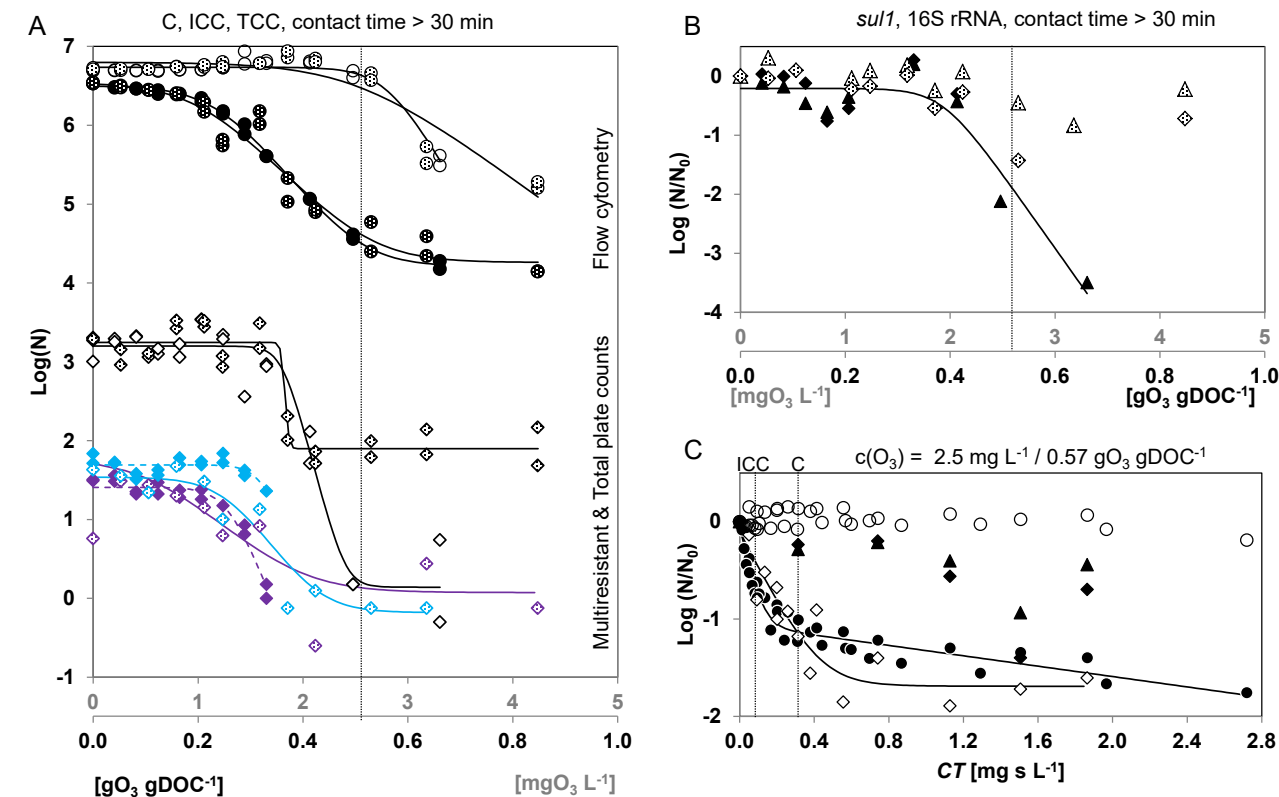 A
C, ICC, TCC, contact time > 30 min
7
6
5
4
3
2
1
0
-1
Log(N)
Flow cytometry
Multiresistant & Total plate counts
0 1 2 3 4 5
0.0 0.2 0.4 0.6 0.8 1.0
[gO₃ gDOC⁻¹] [mgO₃ L⁻¹]
B
sul1, 16S rRNA, contact time > 30 min
0
-1
-2
-3
-4
Log (N/N₀)
0 1 2 3 4 5
0.0 0.2 0.4 0.6 0.8 1.0
[mgO₃ L⁻¹] [gO₃ gDOC⁻¹]
C
c(O₃) = 2.5 mg L⁻¹ / 0.57 gO₃ gDOC⁻¹
ICC C
0
-1
-2
Log (N/N₀)
0.0 0.4 0.8 1.2 1.6 2.0 2.4 2.8
CT [mg s L⁻¹]